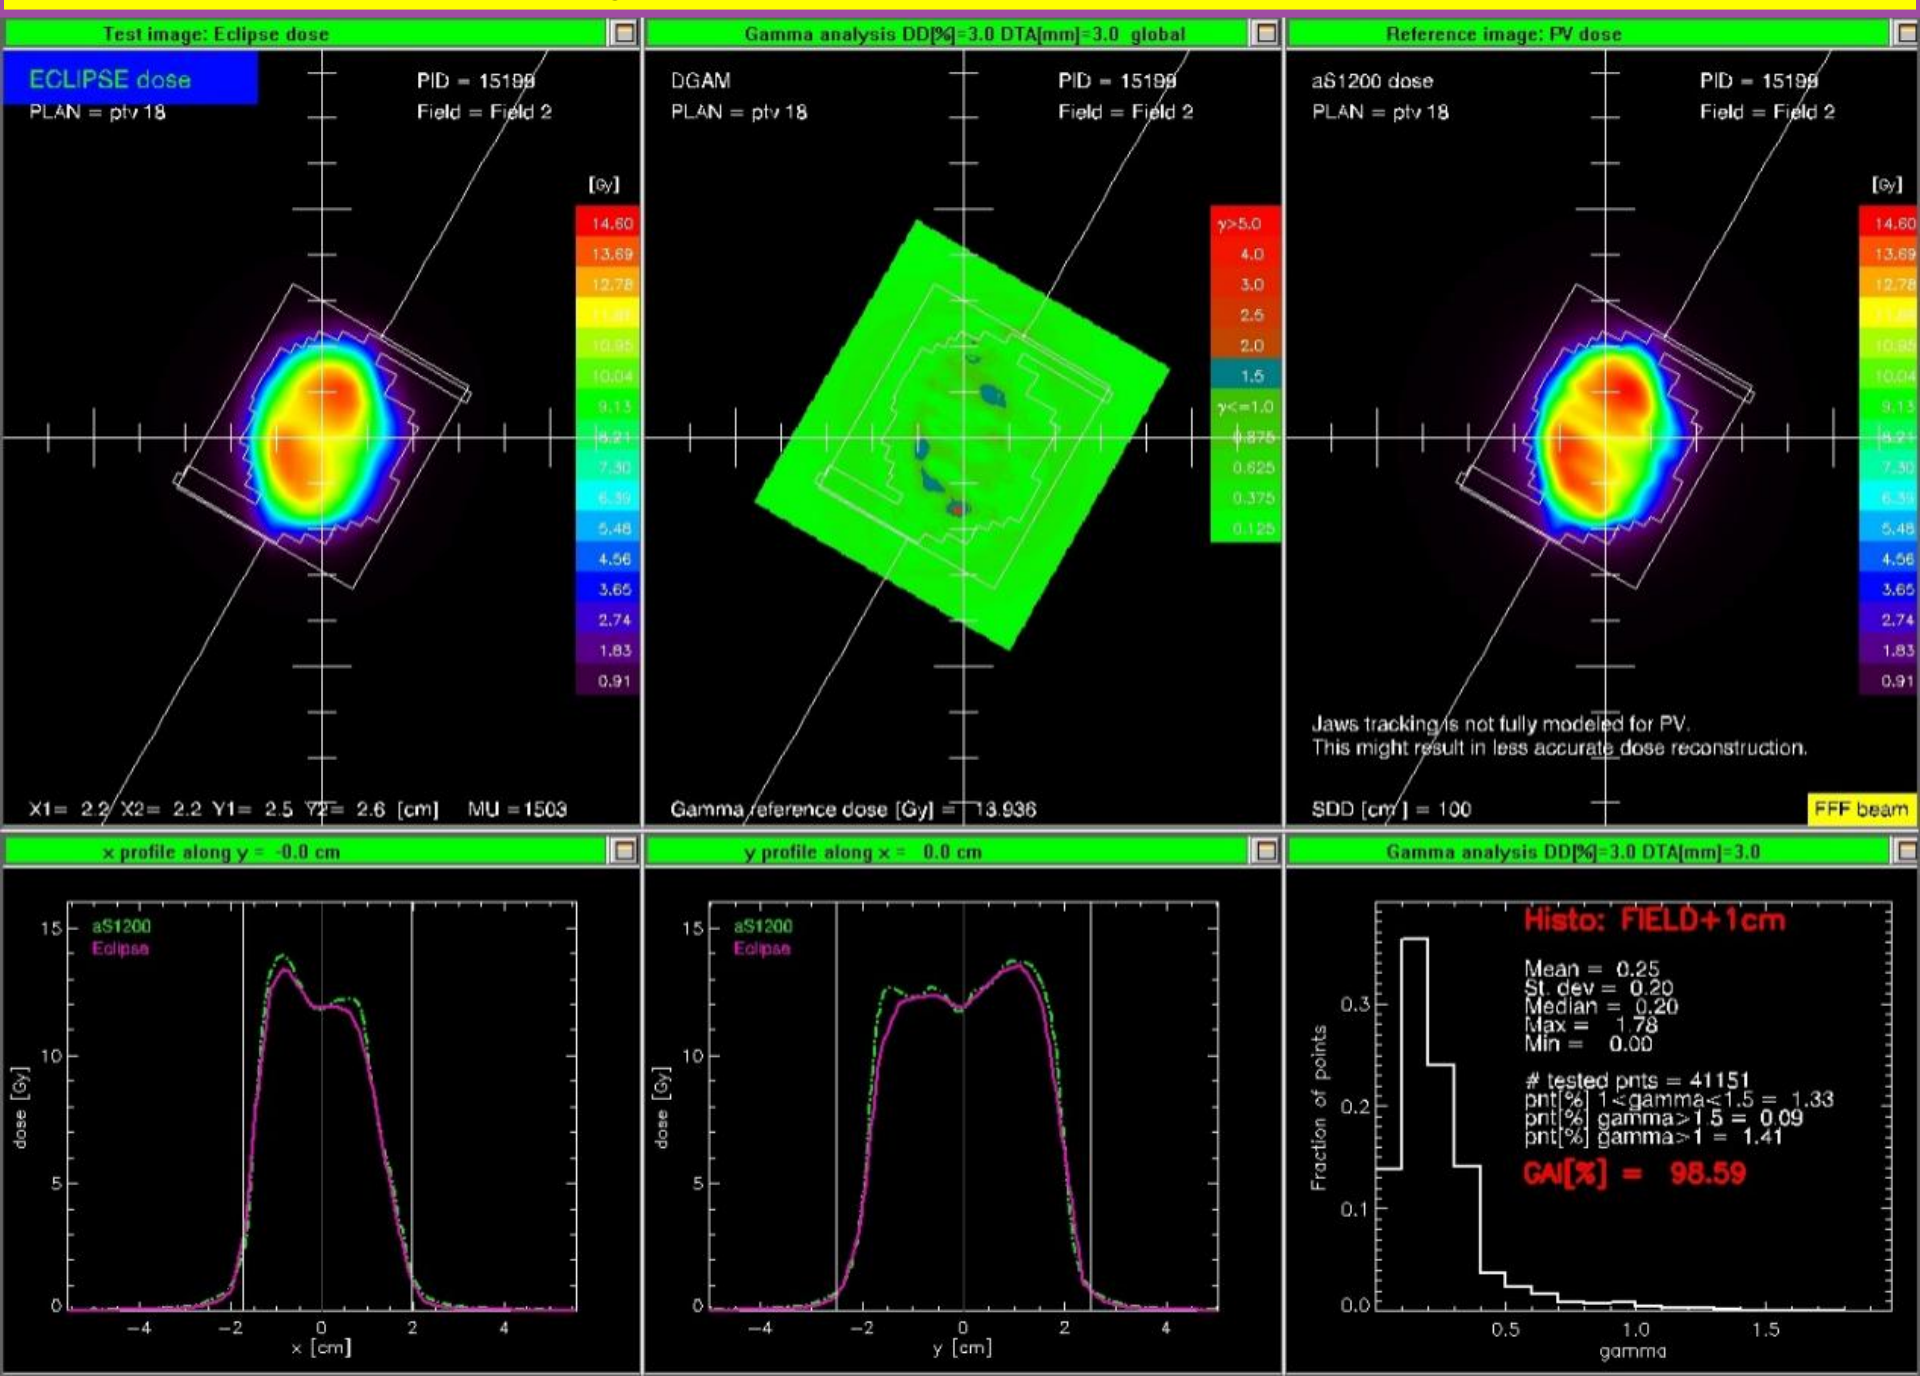 Test image: Eclipse dose
ECLIPSE dose
PLAN = ptv 18
PID = 15199
Field = Field 2
[Gy]
14.60
13.69
12.78
10.95
10.04
9.13
8.21
7.30
6.39
5.48
4.56
3.65
2.74
1.83
0.91
X1= 2.2 X2= 2.2 Y1= 2.5 Y2= 2.6 [cm] MU =1503
Gamma analysis DD[%]=3.0 DTA[mm]=3.0 global
DGAM
PLAN = ptv 18
PID = 15199
Field = Field 2
γ>5.0
4.0
3.0
2.5
2.0
1.5
γ<=1.0
0.875
0.625
0.375
0.125
Gamma reference dose [Gy] = 13.936
Reference image: PV dose
aS1200 dose
PLAN = ptv 18
PID = 15199
Field = Field 2
[Gy]
14.60
13.69
12.78
10.95
10.04
9.13
8.21
7.30
6.39
5.48
4.56
3.65
2.74
1.83
0.91
Jaws tracking is not fully modeled for PV.
This might result in less accurate dose reconstruction.
SDD [cm] = 100
FFF beam
x profile along y = -0.0 cm
aS1200
Eclipse
15
10
5
0
dose [Gy]
−4 −2 0 2 4
x [cm]
y profile along x = 0.0 cm
aS1200
Eclipse
15
10
5
0
dose [Gy]
−4 −2 0 2 4
y [cm]
Gamma analysis DD[%]=3.0 DTA[mm]=3.0
Histo: FIELD+1cm
Mean = 0.25
St. dev = 0.20
Median = 0.20
Max = 1.78
Min = 0.00
# tested pnts = 41151
pnt[%] 1<gamma<1.5 = 1.33
pnt[%] gamma>1.5 = 0.09
pnt[%] gamma>1 = 1.41
GAI[%] = 98.59
Fraction of points
0.3
0.2
0.1
0.0
0.5 1.0 1.5
gamma